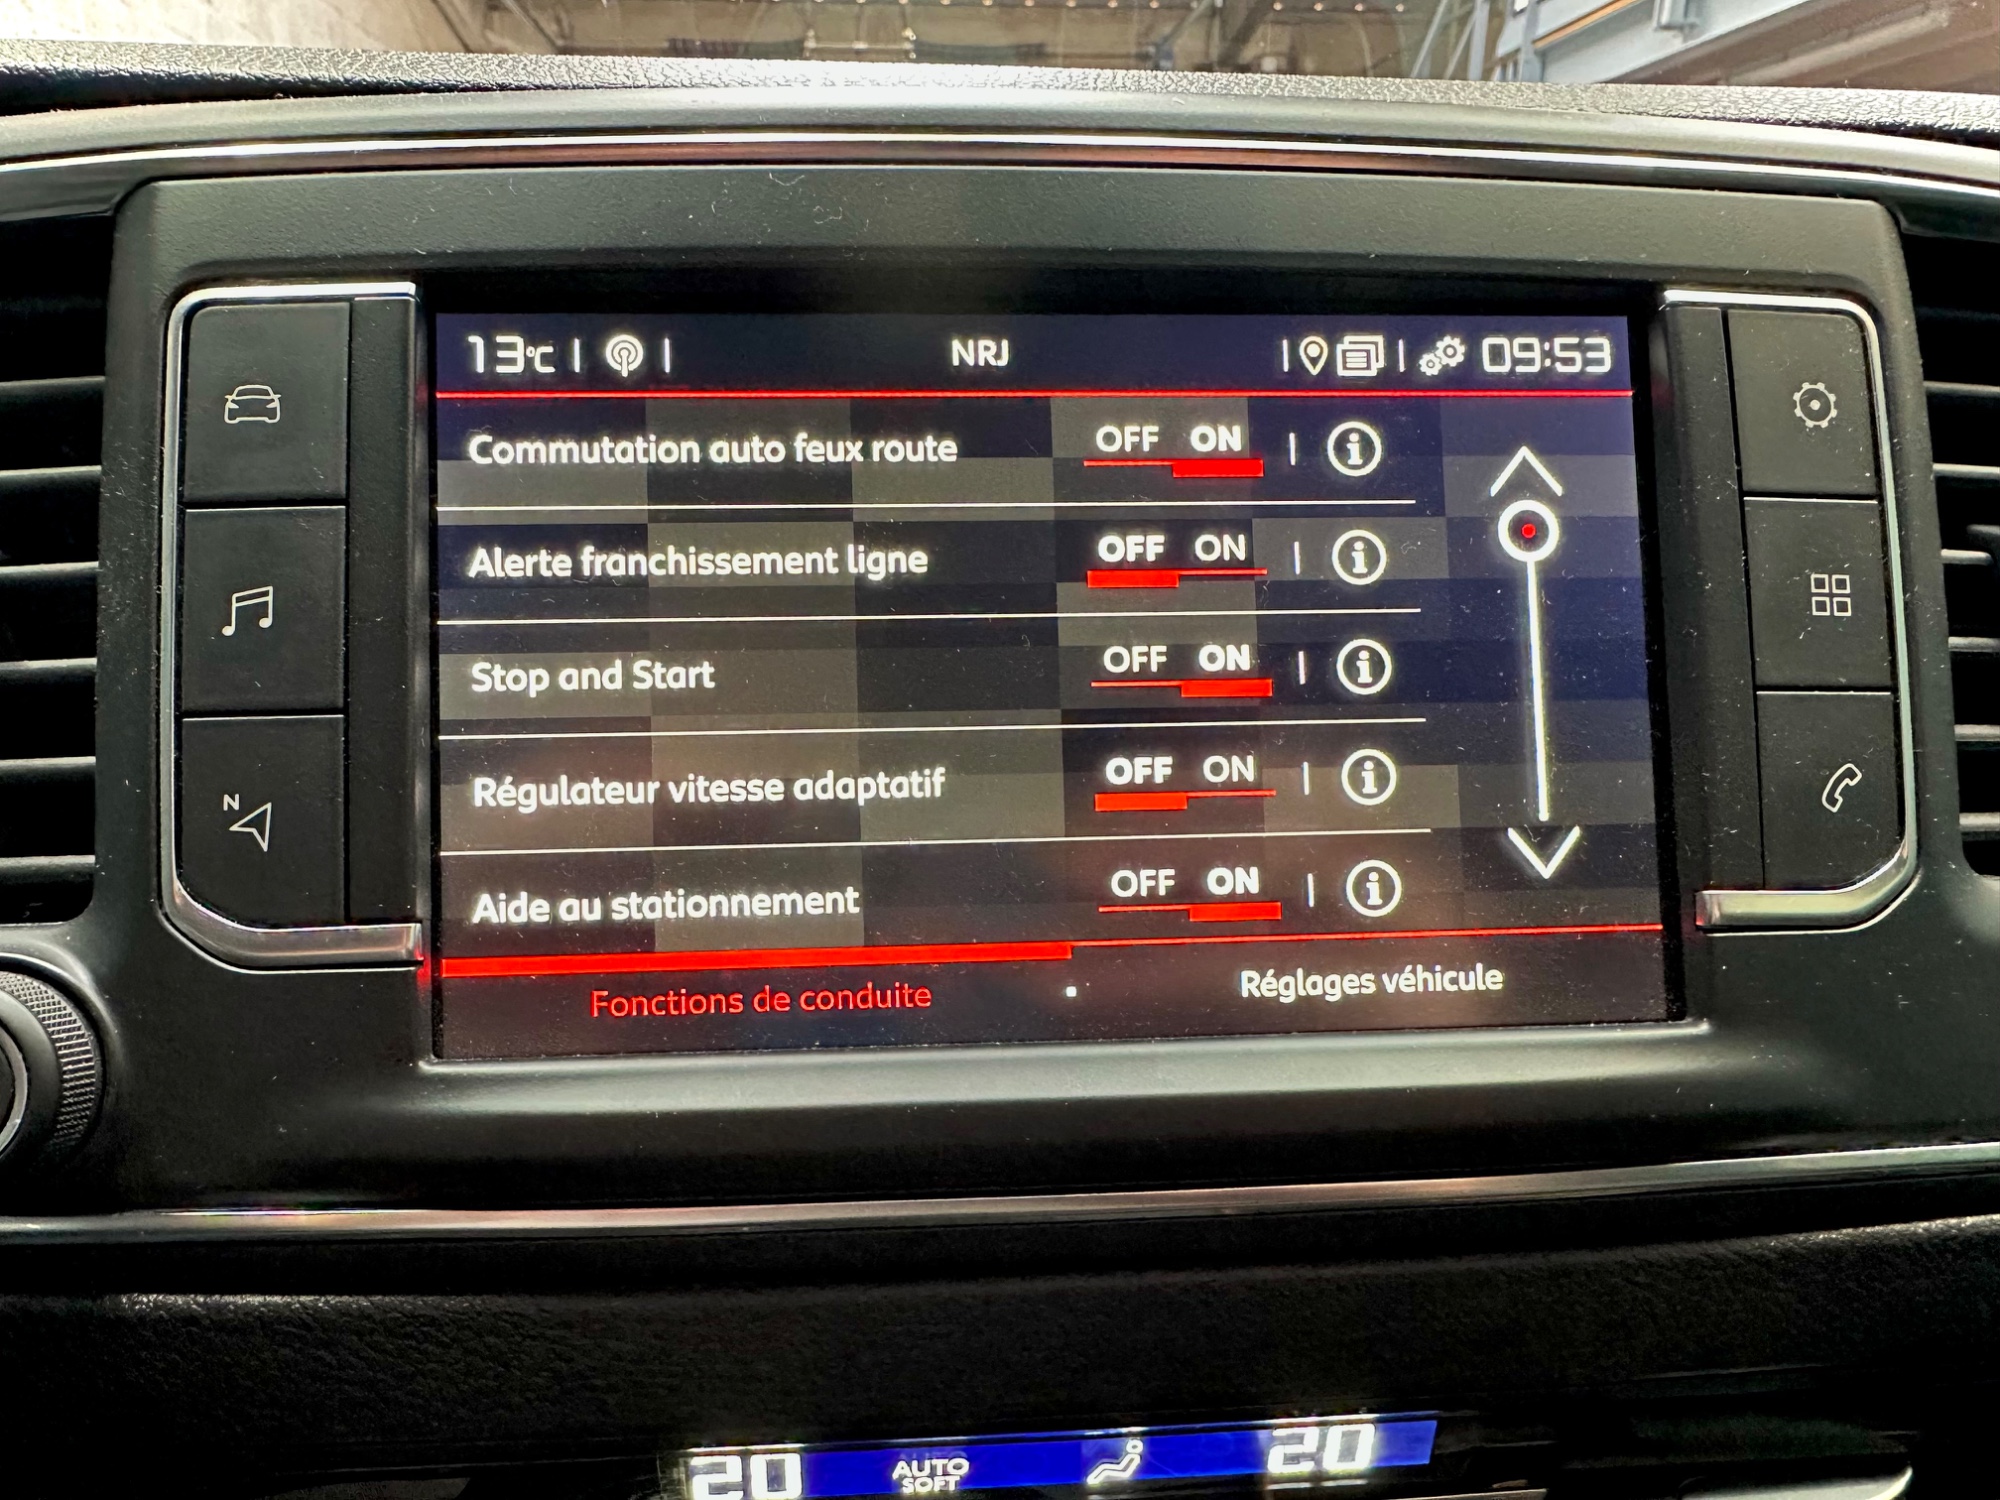 13°C NRJ 09:53
Commutation auto feux route OFF ON
Alerte franchissement ligne OFF ON
Stop and Start OFF ON
Régulateur vitesse adaptatif OFF ON
Aide au stationnement OFF ON
N
Fonctions de conduite Réglages véhicule
20 AUTO 20
SOFT